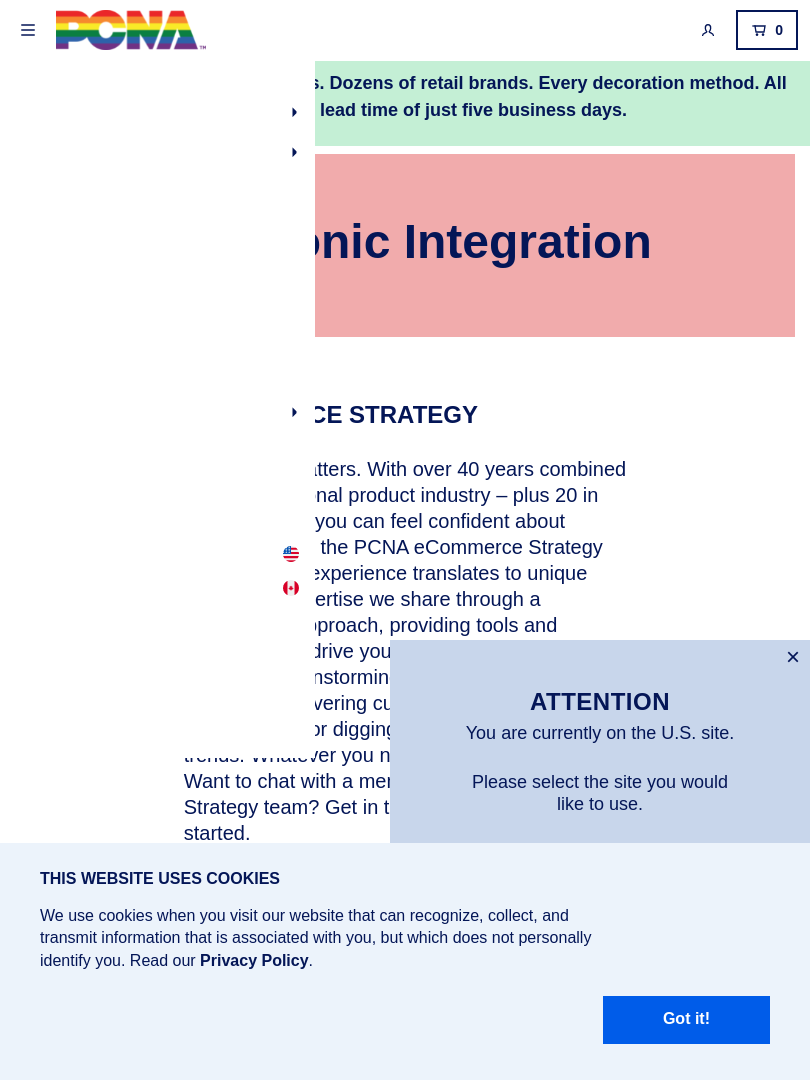 PCNA
0
s. Dozens of retail brands. Every decoration method. All
lead time of just five business days.
onic Integration
CE STRATEGY
atters. With over 40 years combined
onal product industry – plus 20 in
you can feel confident about
the PCNA eCommerce Strategy
experience translates to unique
ertise we share through a
pproach, providing tools and
drive you
instorming
vering cu
or digging
trends. Whatever you n
Want to chat with a mem
Strategy team? Get in t
started.
×
ATTENTION
You are currently on the U.S. site.
Please select the site you would
like to use.
THIS WEBSITE USES COOKIES
We use cookies when you visit our website that can recognize, collect, and
transmit information that is associated with you, but which does not personally
identify you. Read our Privacy Policy.
Got it!